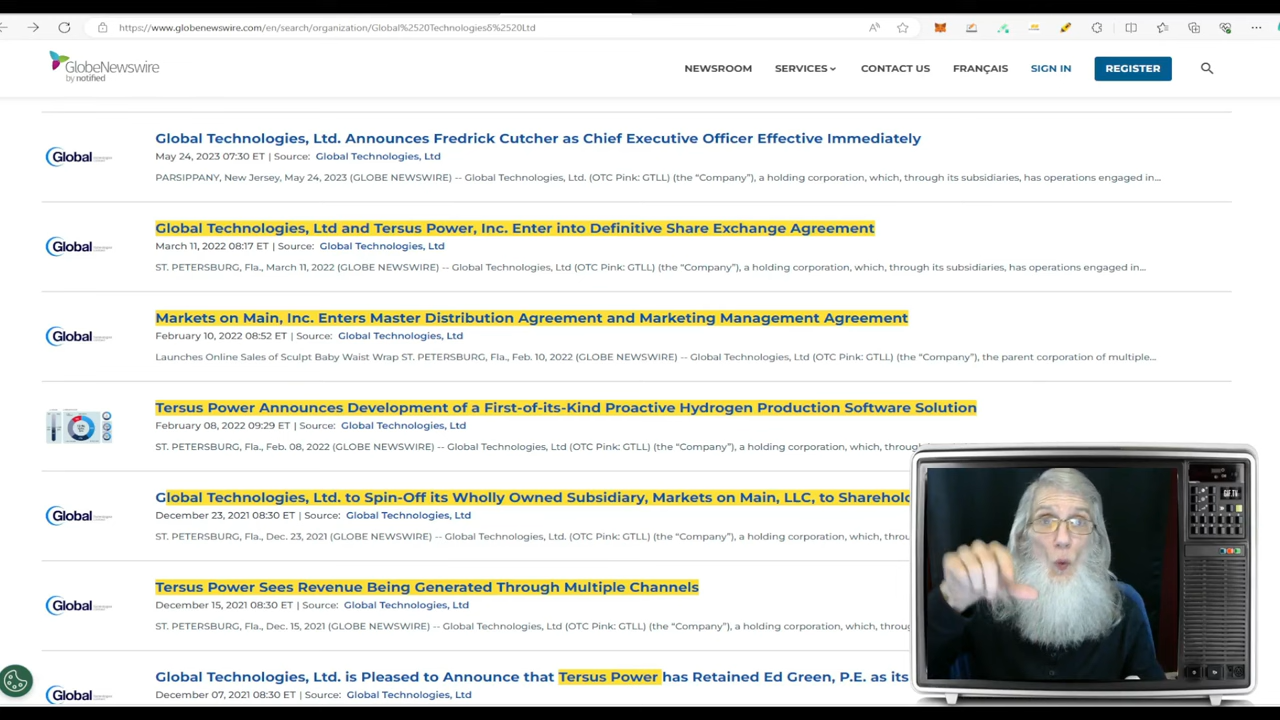 https://www.globenewswire.com/en/search/organization/Global%2520Technologies§%2520Ltd
GlobeNewswire
by notified
NEWSROOM SERVICES CONTACT US FRANÇAIS SIGN IN REGISTER
Global Technologies, Ltd. Announces Fredrick Cutcher as Chief Executive Officer Effective Immediately
Global
May 24, 2023 07:30 ET | Source: Global Technologies, Ltd
PARSIPPANY, New Jersey, May 24, 2023 (GLOBE NEWSWIRE) -- Global Technologies, Ltd. (OTC Pink: GTLL) (the “Company”), a holding corporation, which, through its subsidiaries, has operations engaged in...
Global Technologies, Ltd and Tersus Power, Inc. Enter into Definitive Share Exchange Agreement
Global
March 11, 2022 08:17 ET | Source: Global Technologies, Ltd
ST. PETERSBURG, Fla., March 11, 2022 (GLOBE NEWSWIRE) -- Global Technologies, Ltd (OTC Pink: GTLL) (the “Company”), a holding corporation, which, through its subsidiaries, has operations engaged in...
Markets on Main, Inc. Enters Master Distribution Agreement and Marketing Management Agreement
Global
February 10, 2022 08:52 ET | Source: Global Technologies, Ltd
Launches Online Sales of Sculpt Baby Waist Wrap ST. PETERSBURG, Fla., Feb. 10, 2022 (GLOBE NEWSWIRE) -- Global Technologies, Ltd (OTC Pink: GTLL) (the “Company”), the parent corporation of multiple...
Tersus Power Announces Development of a First-of-its-Kind Proactive Hydrogen Production Software Solution
February 08, 2022 09:29 ET | Source: Global Technologies, Ltd
ST. PETERSBURG, Fla., Feb. 08, 2022 (GLOBE NEWSWIRE) -- Global Technologies, Ltd (OTC Pink: GTLL) (the “Company”), a holding corporation, which, through
Global Technologies, Ltd. to Spin-Off its Wholly Owned Subsidiary, Markets on Main, LLC, to Sharehol
Global
December 23, 2021 08:30 ET | Source: Global Technologies, Ltd
ST. PETERSBURG, Fla., Dec. 23, 2021 (GLOBE NEWSWIRE) -- Global Technologies, Ltd. (OTC Pink: GTLL) (the “Company”), a holding corporation, which, through
GIF.TV
Tersus Power Sees Revenue Being Generated Through Multiple Channels
Global
December 15, 2021 08:30 ET | Source: Global Technologies, Ltd
ST. PETERSBURG, Fla., Dec. 15, 2021 (GLOBE NEWSWIRE) -- Global Technologies, Ltd (OTC Pink: GTLL) (the “Company”), a holding corporation, which, through
Global Technologies, Ltd. is Pleased to Announce that Tersus Power has Retained Ed Green, P.E. as its
Global
December 07, 2021 08:30 ET | Source: Global Technologies, Ltd